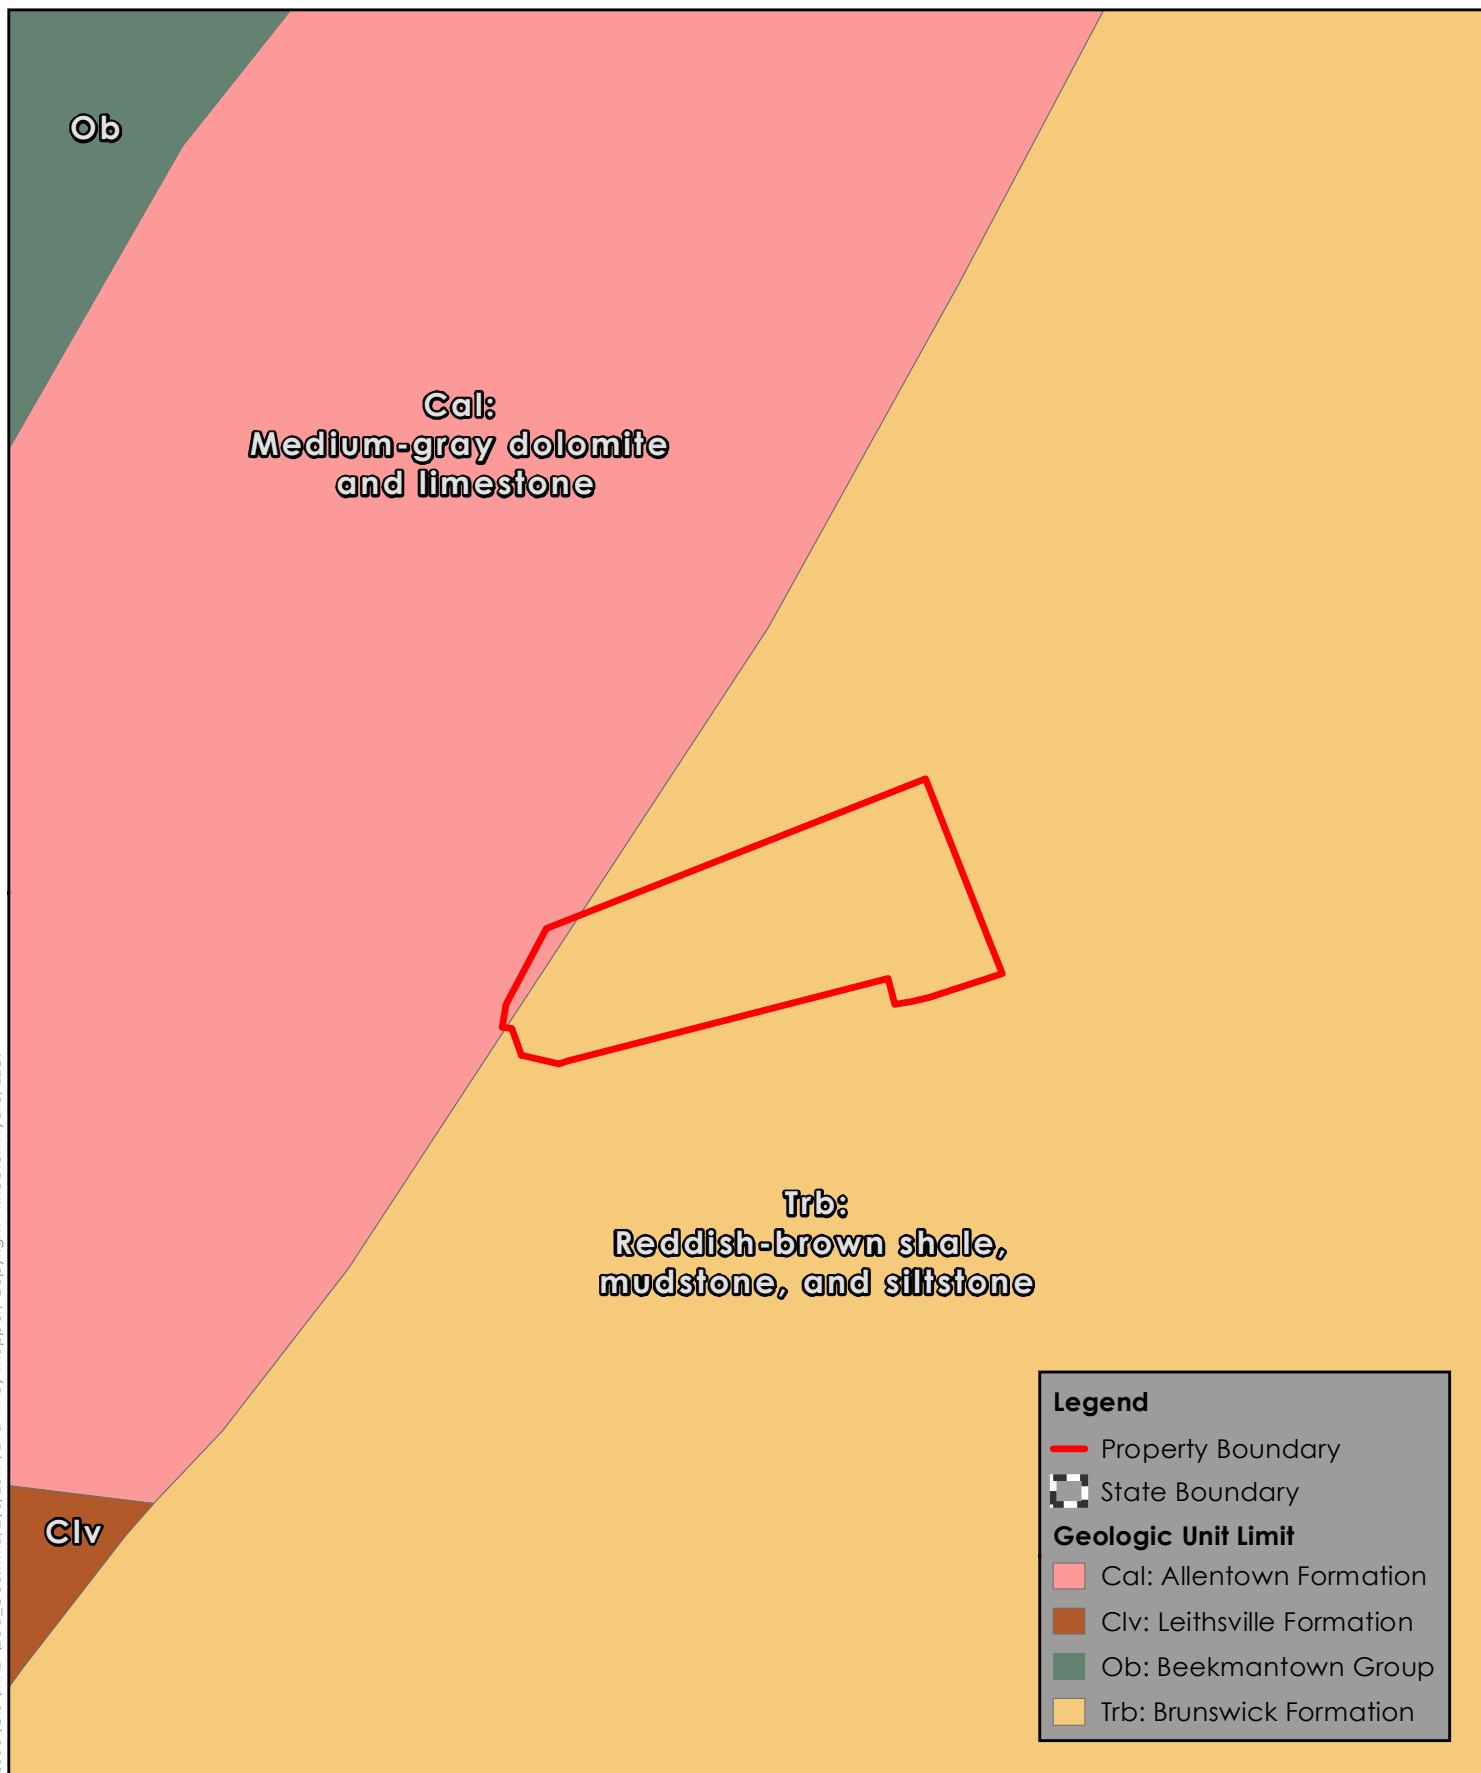 Ob
Cal:
Medium-gray dolomite
and limestone
Trb:
Reddish-brown shale,
mudstone, and siltstone
Clv
Legend
Property Boundary
State Boundary
Geologic Unit Limit
Cal: Allentown Formation
Clv: Leithsville Formation
Ob: Beekmantown Group
Trb: Brunswick Formation